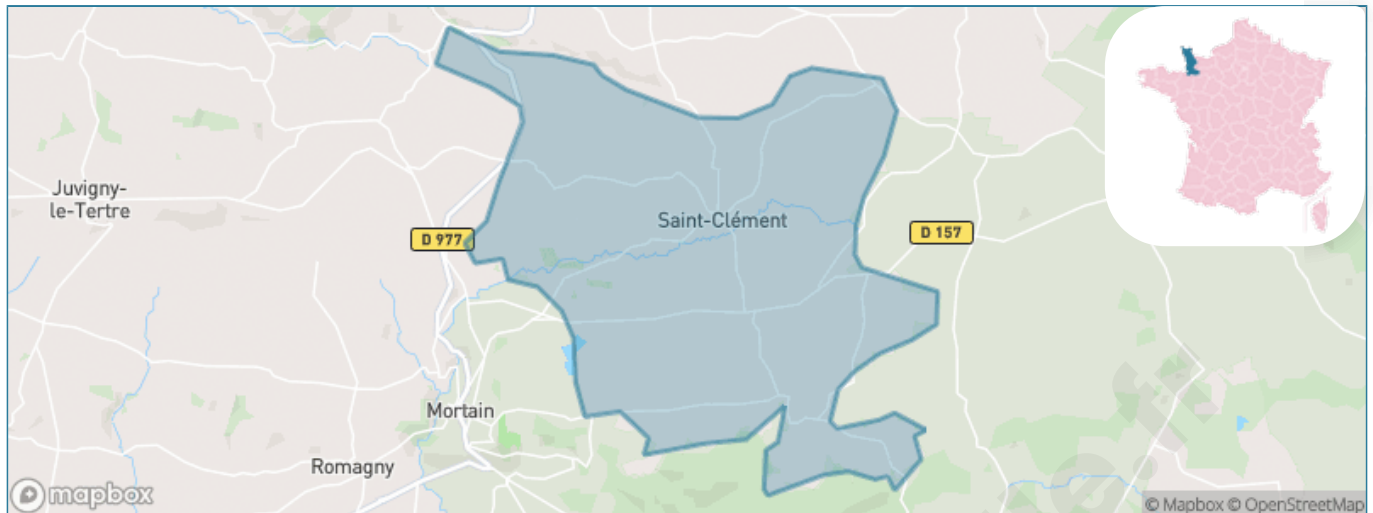 Juvigny-
le-Tertre
Saint-Clément
D 977
D 157
Mortain
Romagny
mapbox
© Mapbox © OpenStreetMap